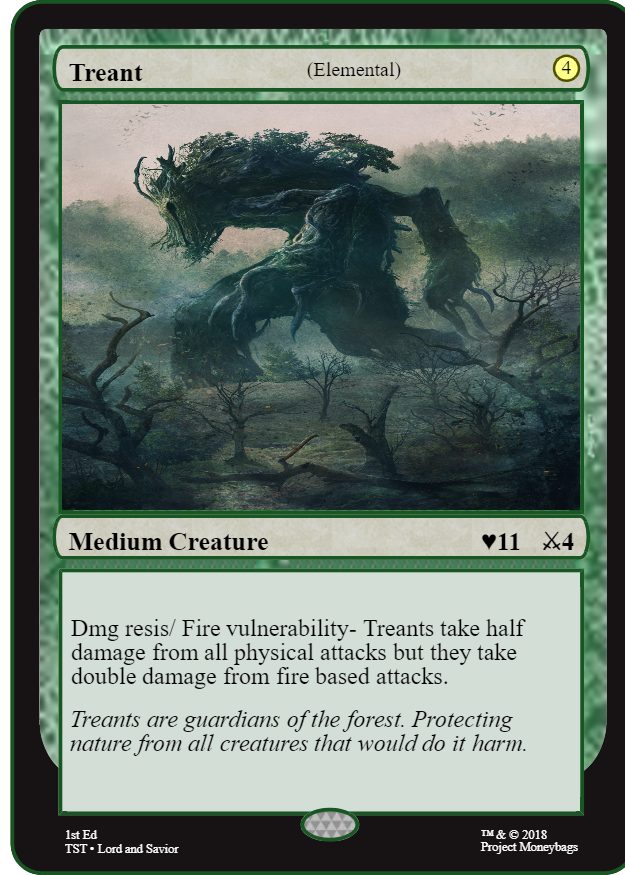 Treant (Elemental) 4
Medium Creature ♥11 ⚔4
Dmg resis/ Fire vulnerability- Treants take half
damage from all physical attacks but they take
double damage from fire based attacks.
Treants are guardians of the forest. Protecting
nature from all creatures that would do it harm.
1st Ed
TST • Lord and Savior
™ & © 2018
Project Moneybags